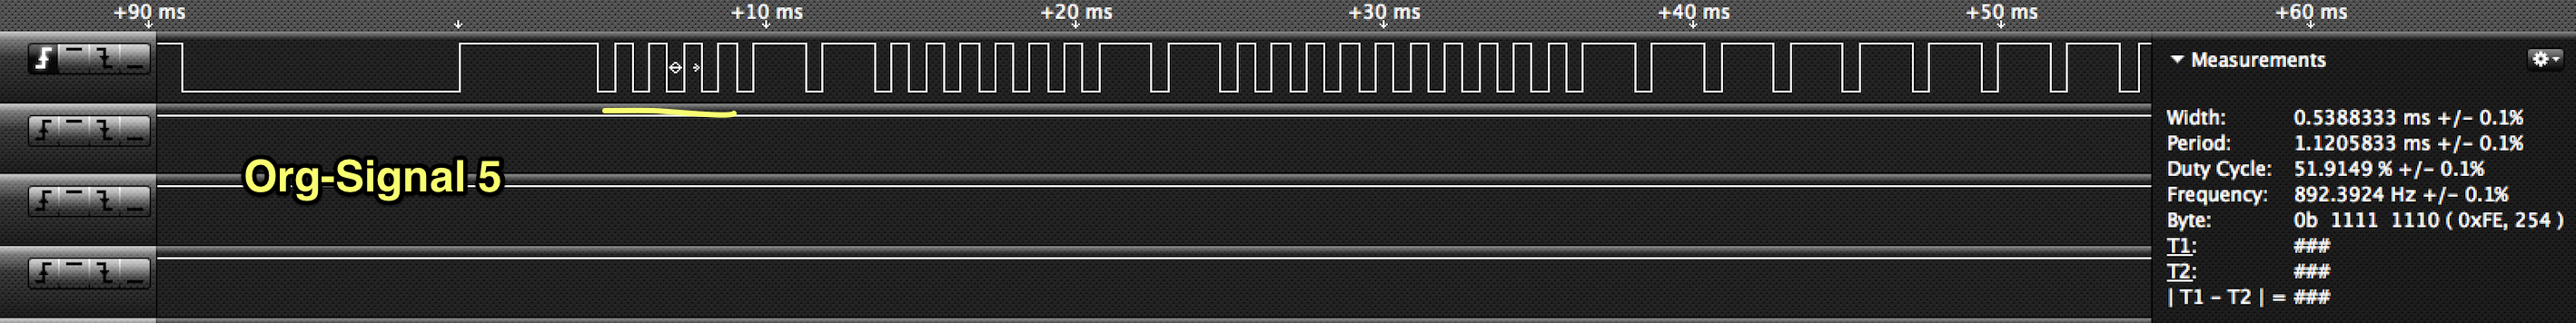 +90 ms +10 ms +20 ms +30 ms +40 ms +50 ms +60 ms
Measurements
Width: 0.5388333 ms +/- 0.1%
Period: 1.1205833 ms +/- 0.1%
Duty Cycle: 51.9149 % +/- 0.1%
Frequency: 892.3924 Hz +/- 0.1%
Byte: 0b 1111 1110 ( 0xFE, 254 )
T1: ###
T2: ###
| T1 - T2 | = ###
Org-Signal 5